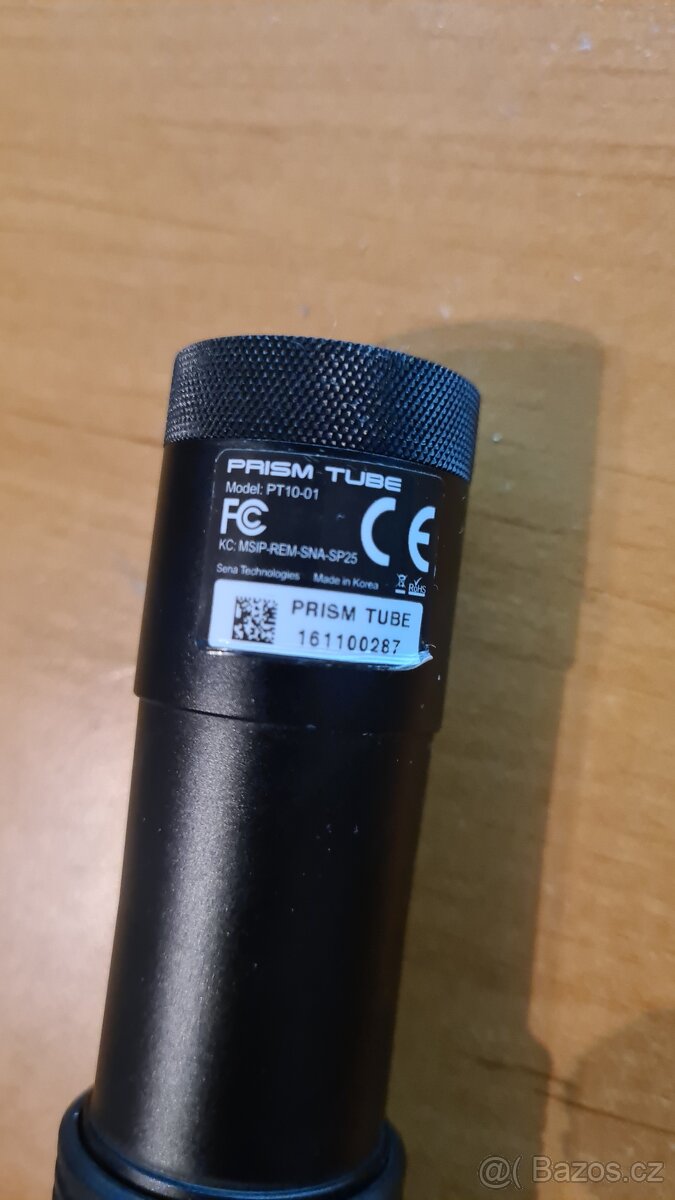 PRISM TUBE
Model: PT10-01
FC CE
KC: MSIP-REM-SNA-SP25
Sena Technologies Made in Korea RoHS
PRISM TUBE
161100287
@( Bazos.cz